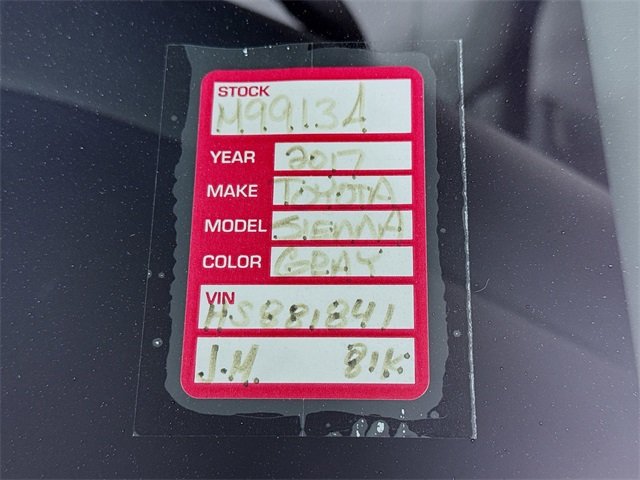 STOCK
M9913A
YEAR 2017
MAKE TOYOTA
MODEL SIENNA
COLOR GRAY
VIN
HS881841
J.M. 81K